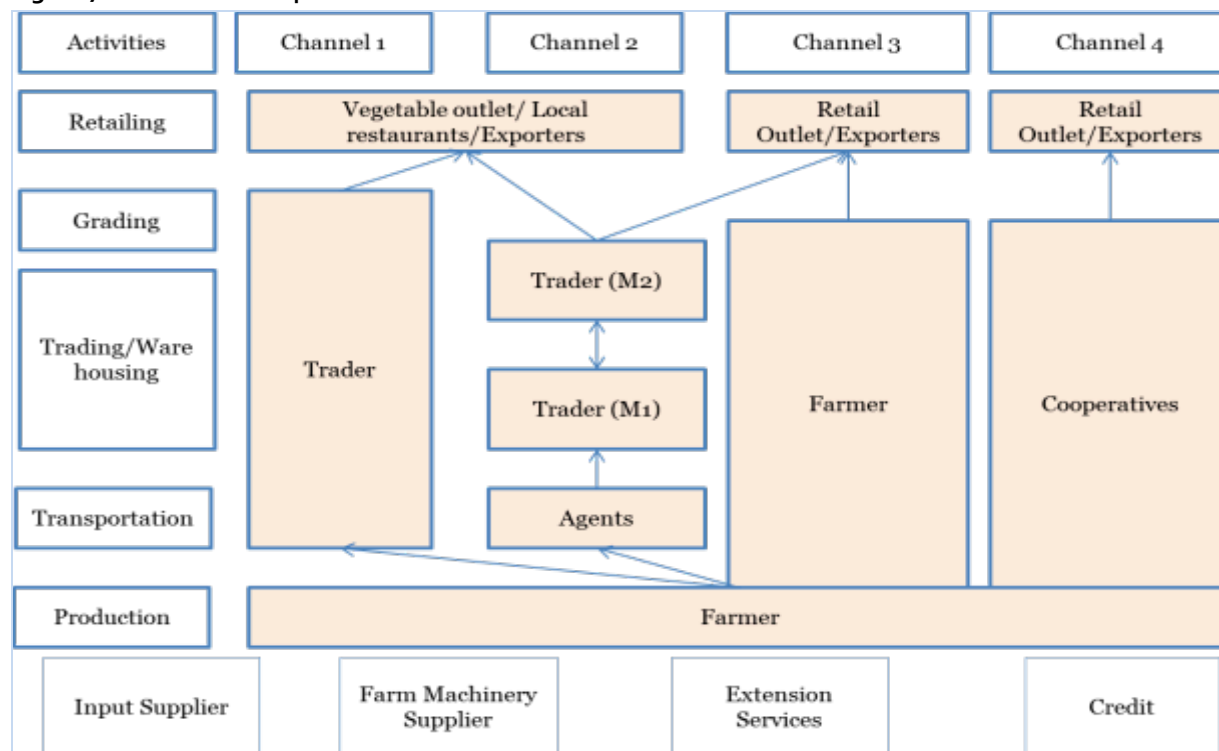 Activities
Channel 1
Channel 2
Channel 3
Channel 4
Retailing
Vegetable outlet/ Local
restaurants/Exporters
Retail
Outlet/Exporters
Retail
Outlet/Exporters
Grading
Trading/Ware
housing
Trader
Trader (M2)
Trader (M1)
Farmer
Cooperatives
Transportation
Agents
Production
Farmer
Input Supplier
Farm Machinery
Supplier
Extension
Services
Credit